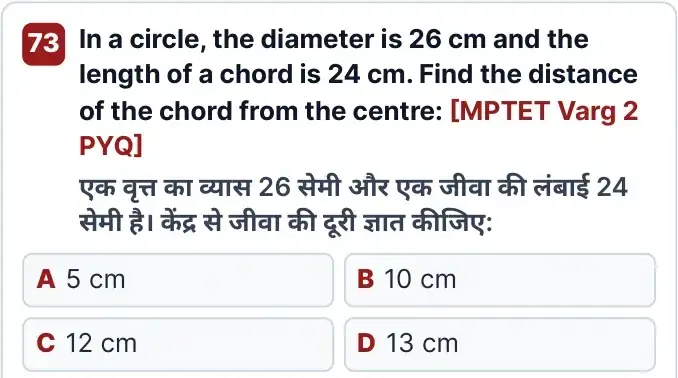 73 In a circle, the diameter is 26 cm and the
length of a chord is 24 cm. Find the distance
of the chord from the centre: [MPTET Varg 2
PYQ]
एक वृत्त का व्यास 26 सेमी और एक जीवा की लंबाई 24
सेमी है। केंद्र से जीवा की दूरी ज्ञात कीजिए:
A 5 cm
B 10 cm
C 12 cm
D 13 cm